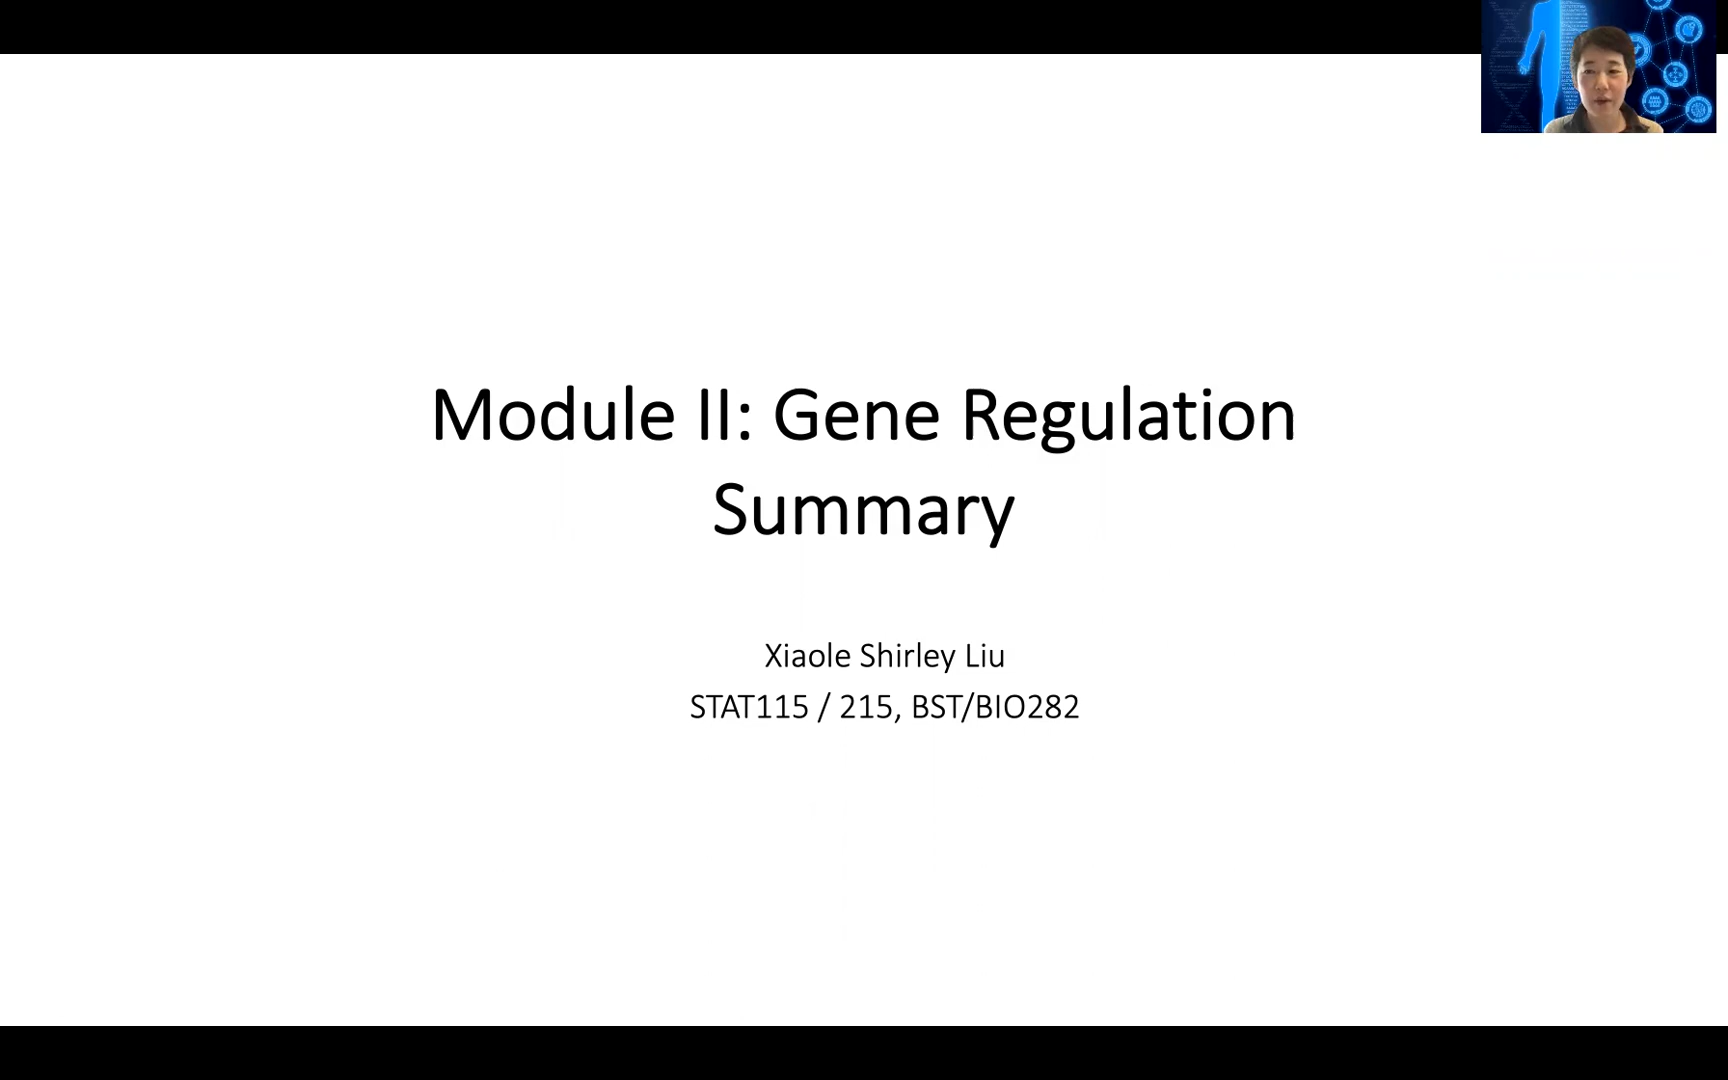 Module II: Gene Regulation
Summary
Xiaole Shirley Liu
STAT115 / 215, BST/BIO282